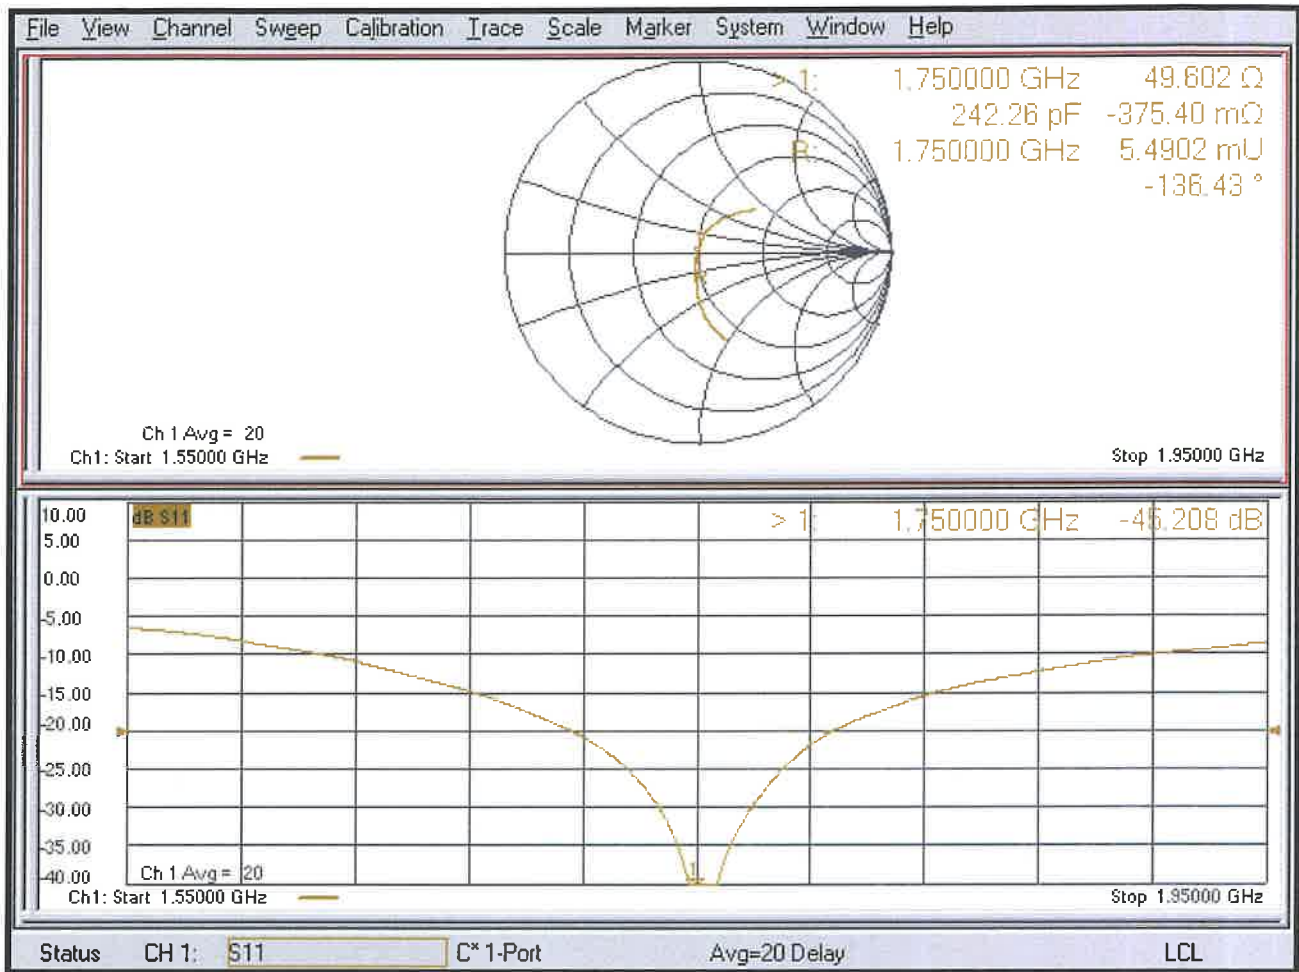 File View Channel Sweep Calibration Trace Scale Marker System Window Help
> 1: 1.750000 GHz 49.602 Ω
242.26 pF -375.40 mΩ
R: 1.750000 GHz 5.4902 mU
-136.43 °
Ch 1 Avg = 20
Ch1: Start 1.55000 GHz
Stop 1.95000 GHz
10.00
dB S11
> 1: 1.750000 GHz -45.208 dB
5.00
0.00
-5.00
-10.00
-15.00
-20.00
-25.00
-30.00
-35.00
-40.00
1
Ch 1 Avg = 20
Ch1: Start 1.55000 GHz
Stop 1.95000 GHz
Status CH 1: S11 C* 1-Port Avg=20 Delay LCL